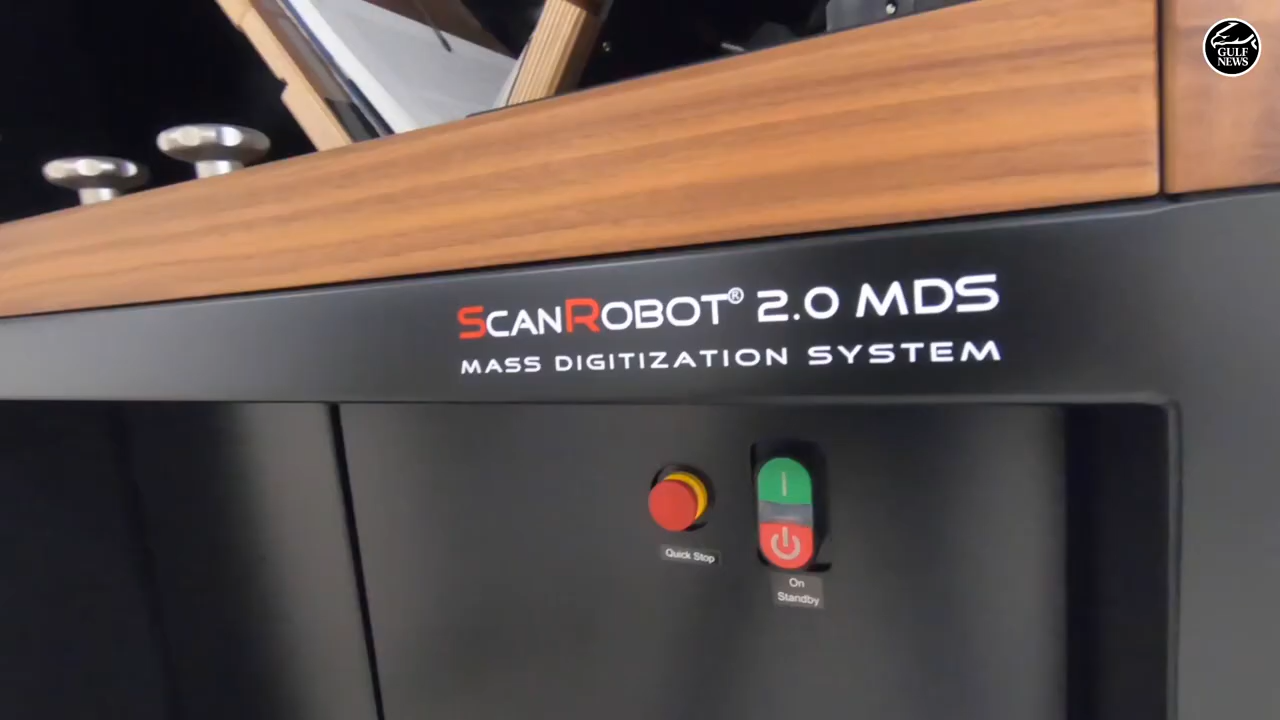 GULF
NEWS
SCANROBOT® 2.0 MDS
MASS DIGITIZATION SYSTEM
Quick Stop
On
Standby